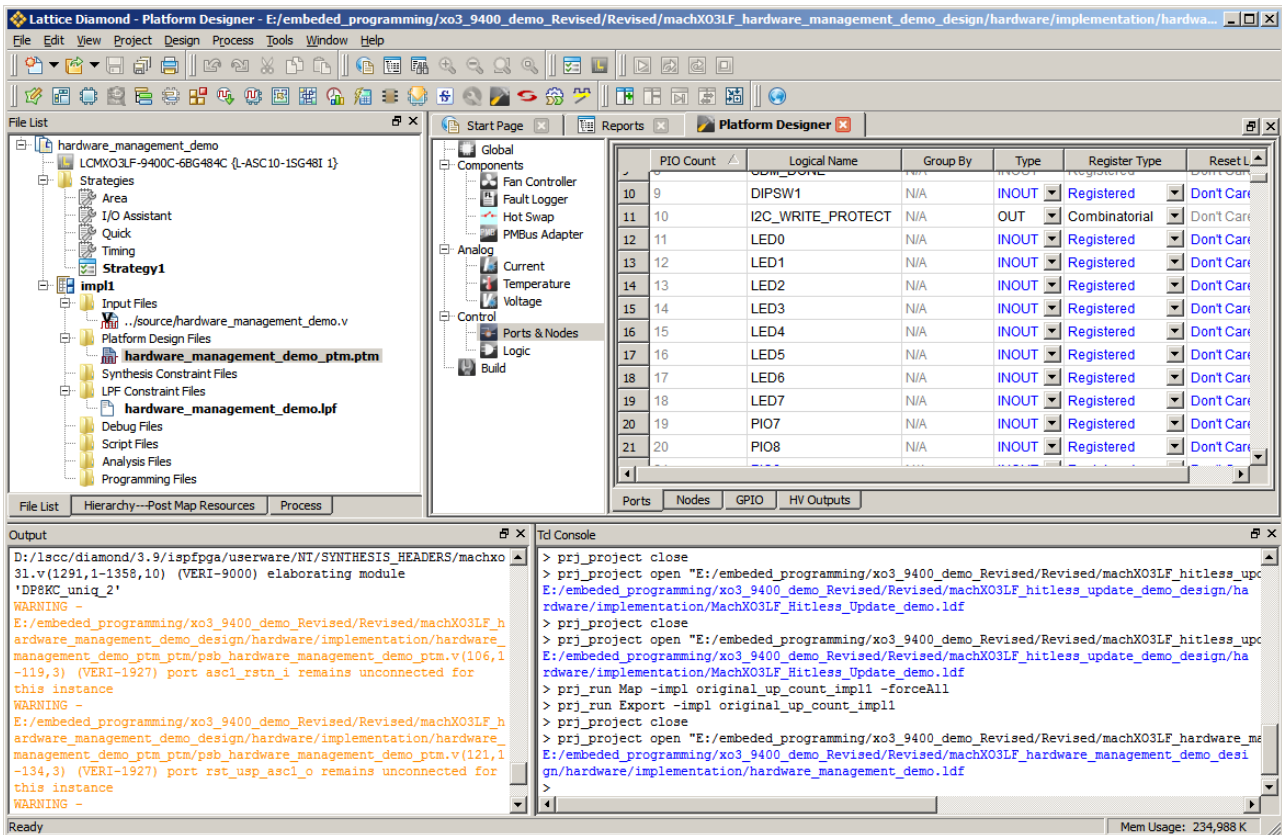 Lattice Diamond - Platform Designer - E:/embeded_programming/xo3_9400_demo_Revised/Revised/machXO3LF_hardware_management_demo_design/hardware/implementation/hardwa...
File Edit View Project Design Process Tools Window Help
File List
Start Page
Reports
Platform Designer
hardware_management_demo
LCMXO3LF-9400C-6BG484C {L-ASC10-1SG48I 1}
Strategies
Area
I/O Assistant
Quick
Timing
Strategy1
impl1
Input Files
../source/hardware_management_demo.v
Platform Design Files
hardware_management_demo_ptm.ptm
Synthesis Constraint Files
LPF Constraint Files
hardware_management_demo.lpf
Debug Files
Script Files
Analysis Files
Programming Files
File List Hierarchy---Post Map Resources Process
Global
Components
Fan Controller
Fault Logger
Hot Swap
PMBus Adapter
Analog
Current
Temperature
Voltage
Control
Ports & Nodes
Logic
Build
PIO Count Logical Name Group By Type Register Type Reset L
10 9 DIPSW1 N/A INOUT Registered Don't Care
11 10 I2C_WRITE_PROTECT N/A OUT Combinatorial Don't Care
12 11 LED0 N/A INOUT Registered Don't Care
13 12 LED1 N/A INOUT Registered Don't Care
14 13 LED2 N/A INOUT Registered Don't Care
15 14 LED3 N/A INOUT Registered Don't Care
16 15 LED4 N/A INOUT Registered Don't Care
17 16 LED5 N/A INOUT Registered Don't Care
18 17 LED6 N/A INOUT Registered Don't Care
19 18 LED7 N/A INOUT Registered Don't Care
20 19 PIO7 N/A INOUT Registered Don't Care
21 20 PIO8 N/A INOUT Registered Don't Care
Ports Nodes GPIO HV Outputs
Output
D:/lscc/diamond/3.9/ispfpga/userware/NT/SYNTHESIS_HEADERS/machxo
3l.v(1291,1-1358,10) (VERI-9000) elaborating module
'DP8KC_uniq_2'
WARNING -
E:/embeded_programming/xo3_9400_demo_Revised/Revised/machXO3LF_h
ardware_management_demo_design/hardware/implementation/hardware_
management_demo_ptm_ptm/psb_hardware_management_demo_ptm.v(106,1
-119,3) (VERI-1927) port asc1_rstn_i remains unconnected for
this instance
WARNING -
E:/embeded_programming/xo3_9400_demo_Revised/Revised/machXO3LF_h
ardware_management_demo_design/hardware/implementation/hardware_
management_demo_ptm_ptm/psb_hardware_management_demo_ptm.v(121,1
-134,3) (VERI-1927) port rst_usp_asc1_o remains unconnected for
this instance
WARNING -
Tcl Console
> prj_project close
> prj_project open "E:/embeded_programming/xo3_9400_demo_Revised/Revised/machXO3LF_hitless_upd
E:/embeded_programming/xo3_9400_demo_Revised/Revised/machXO3LF_hitless_update_demo_design/ha
rdware/implementation/MachXO3LF_Hitless_Update_demo.ldf
> prj_project close
> prj_project open "E:/embeded_programming/xo3_9400_demo_Revised/Revised/machXO3LF_hitless_upd
E:/embeded_programming/xo3_9400_demo_Revised/Revised/machXO3LF_hitless_update_demo_design/ha
rdware/implementation/MachXO3LF_Hitless_Update_demo.ldf
> prj_run Map -impl original_up_count_impl1 -forceAll
> prj_run Export -impl original_up_count_impl1
> prj_project close
> prj_project open "E:/embeded_programming/xo3_9400_demo_Revised/Revised/machXO3LF_hardware_ma
E:/embeded_programming/xo3_9400_demo_Revised/Revised/machXO3LF_hardware_management_demo_desi
gn/hardware/implementation/hardware_management_demo.ldf
>
Ready
Mem Usage: 234,988 K